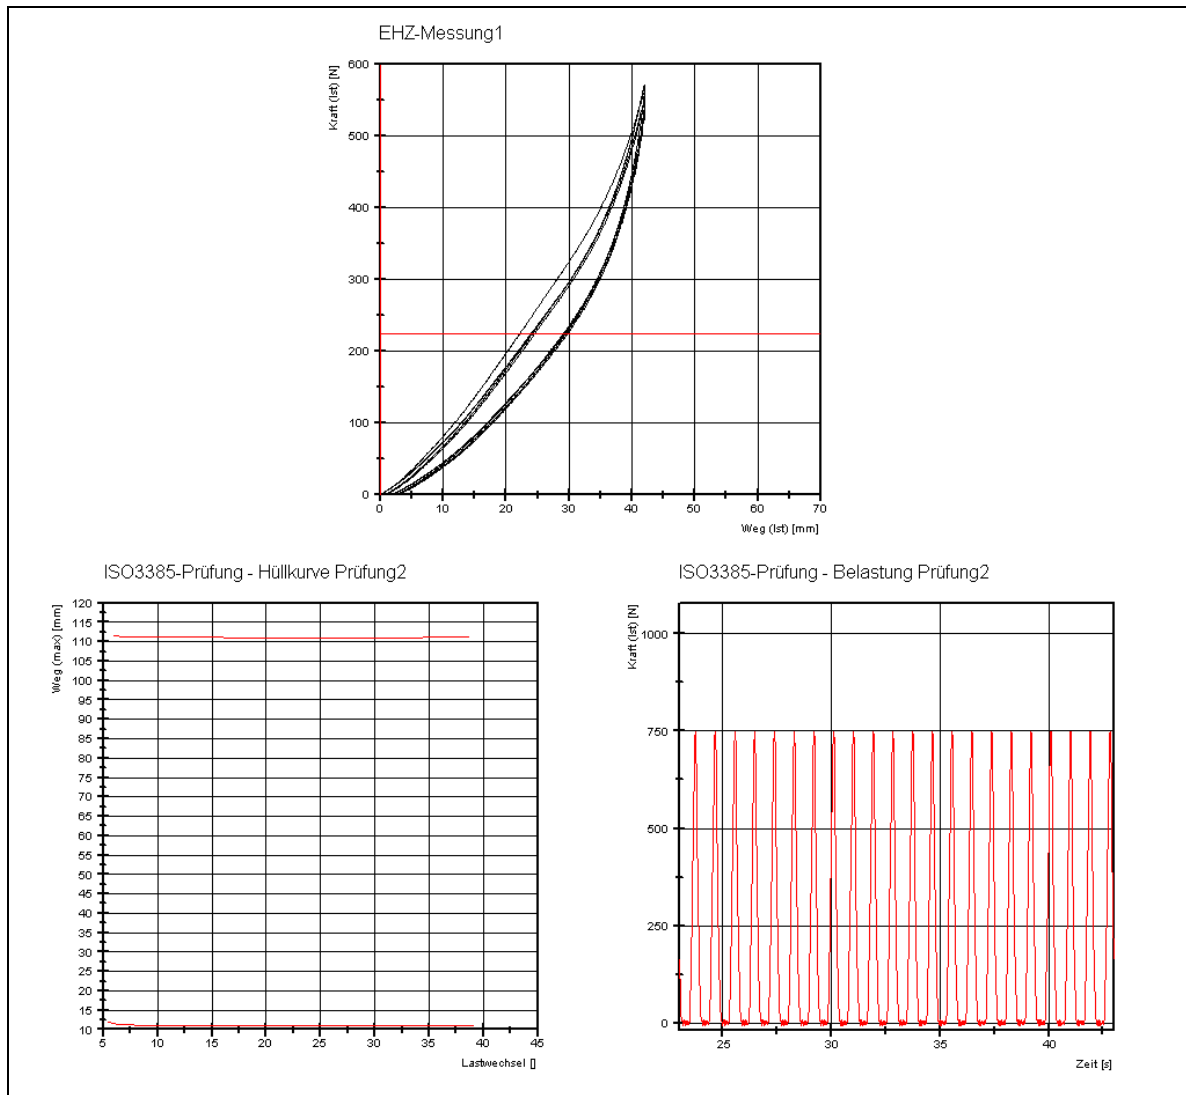 EHZ-Messung1
Kraft (Ist) [N]
600
500
400
300
200
100
0
0 10 20 30 40 50 60 70
Weg (Ist) [mm]
ISO3385-Prüfung - Hüllkurve Prüfung2
Weg (max) [mm]
120
115
110
105
100
95
90
85
80
75
70
65
60
55
50
45
40
35
30
25
20
15
10
5 10 15 20 25 30 35 40 45
Lastwechsel []
ISO3385-Prüfung - Belastung Prüfung2
Kraft (Ist) [N]
1000
750
500
250
0
25 30 35 40
Zeit [s]